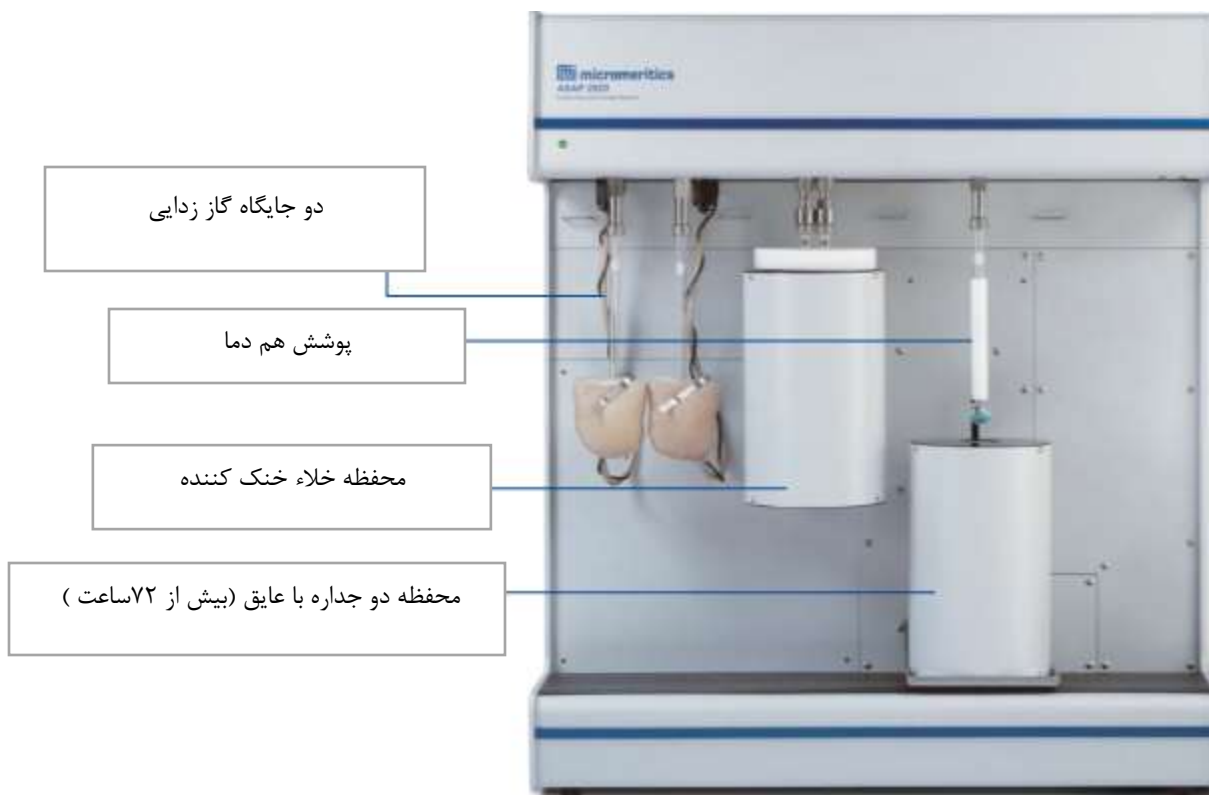 micromeritics
دو جایگاه گاز زدایی
پوشش هم دما
محفظه خلاء خنک کننده
محفظه دو جداره با عایق (بیش از ۷۲ساعت )